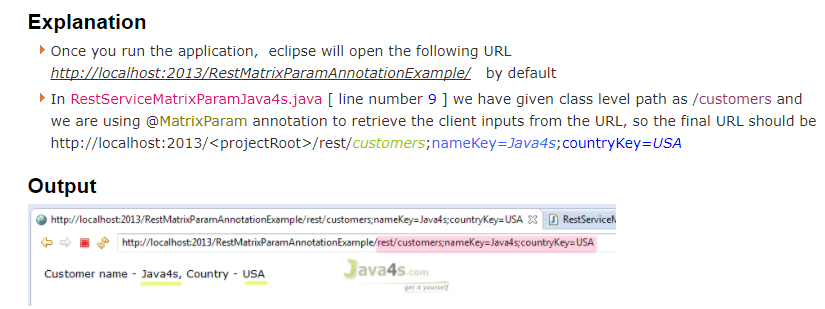 Explanation
Once you run the application, eclipse will open the following URL
http://localhost:2013/RestMatrixParamAnnotationExample/ by default
In RestServiceMatrixParamJava4s.java [ line number 9 ] we have given class level path as /customers and
we are using @MatrixParam annotation to retrieve the client inputs from the URL, so the final URL should be
http://localhost:2013/<projectRoot>/rest/customers;nameKey=Java4s;countryKey=USA
Output
http://localhost:2013/RestMatrixParamAnnotationExample/rest/customers;nameKey=Java4s;countryKey=USA RestServiceM
http://localhost:2013/RestMatrixParamAnnotationExample/rest/customers;nameKey=Java4s;countryKey=USA
Customer name - Java4s, Country - USA
Java4s.com
get it yourself